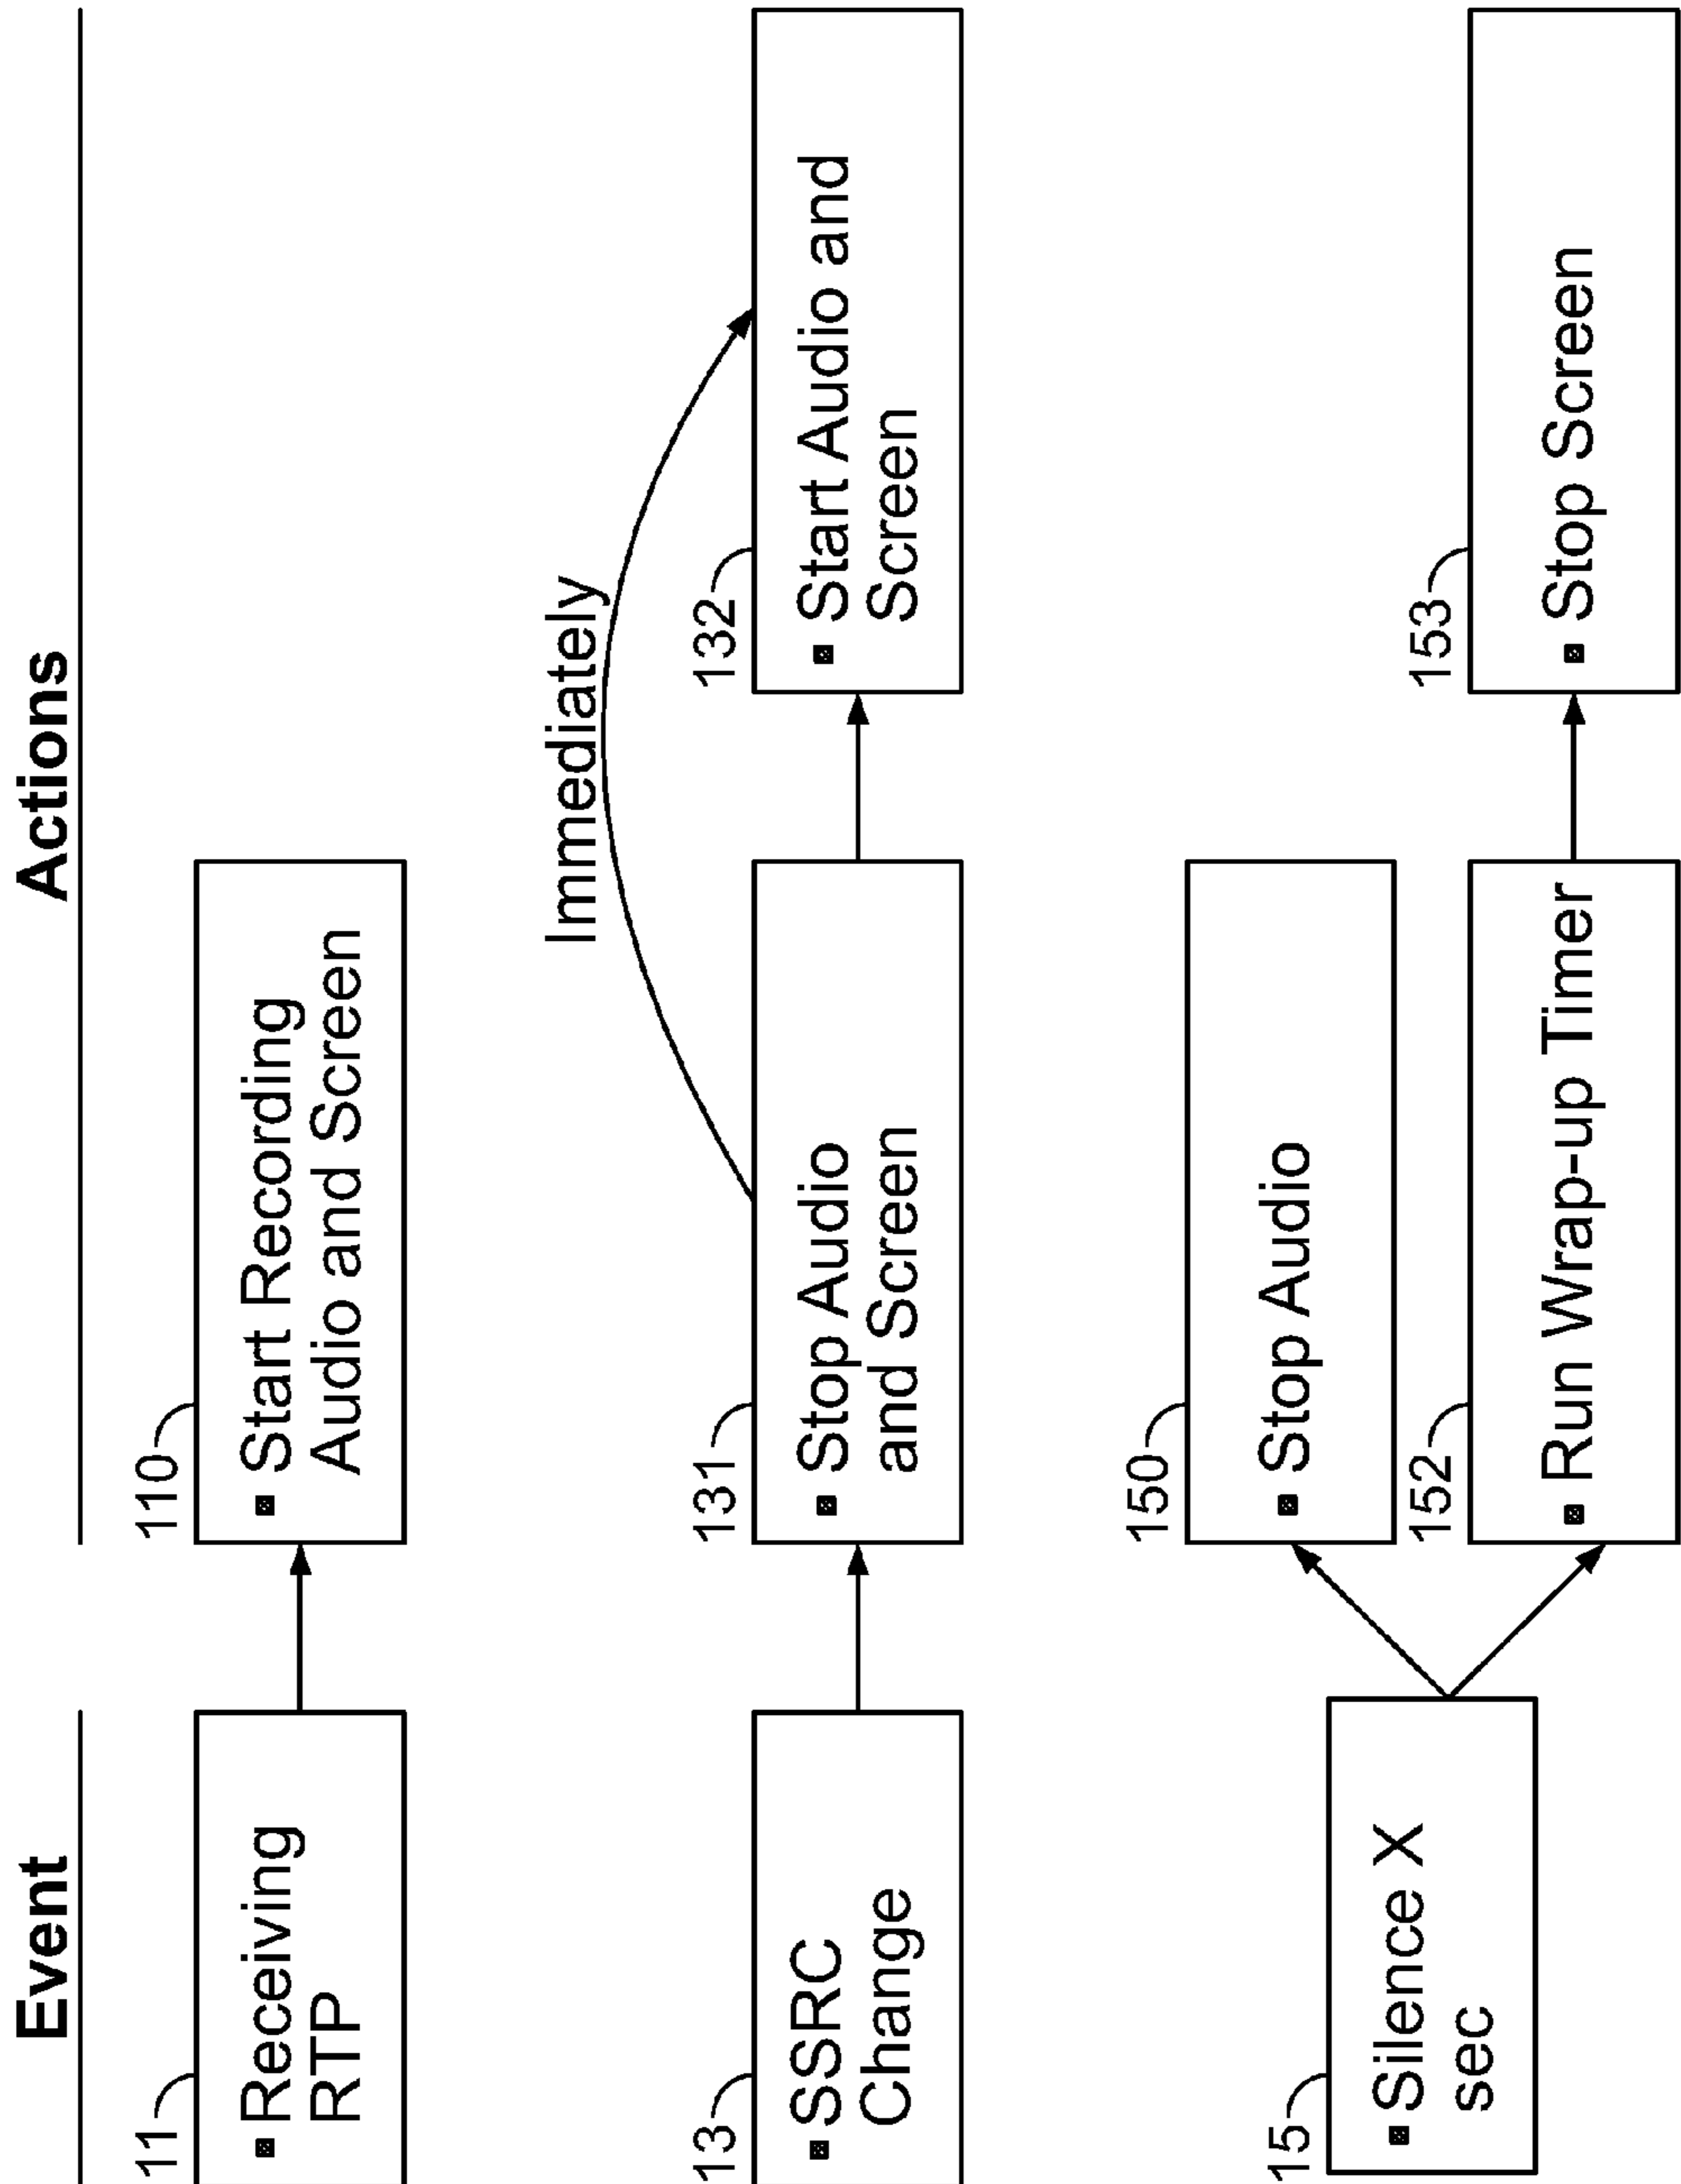 Event
Actions
11
▪ Receiving
RTP
110
▪ Start Recording
Audio and Screen
Immediately
13
▪ SSRC
Change
131
▪ Stop Audio
and Screen
132
▪ Start Audio and
Screen
15
▪ Silence X
sec
150
▪ Stop Audio
152
▪ Run Wrap-up Timer
153
▪ Stop Screen